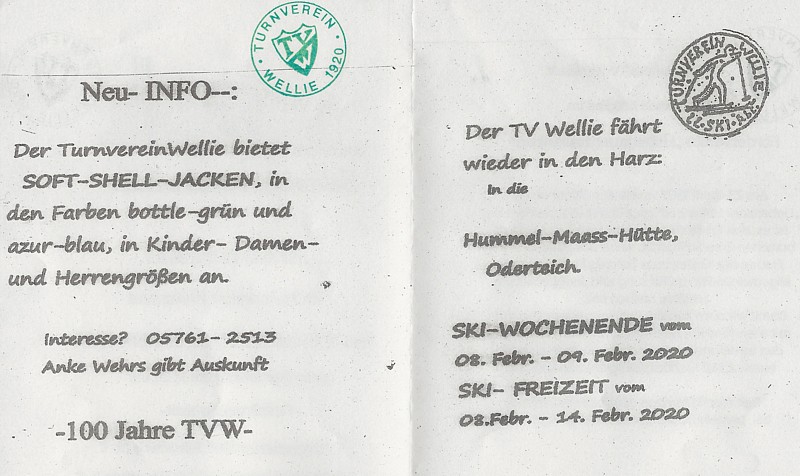 TURNVEREIN
TV
W
WELLIE 1920
Neu- INFO--:
Der TurnvereinWellie bietet
SOFT-SHELL-JACKEN, in
den Farben bottle-grün und
azur-blau, in Kinder- Damen-
und Herrengrößen an.
Interesse? 05761- 2513
Anke Wehrs gibt Auskunft
-100 Jahre TVW-
TURNVEREIN WELLIE
SKI-Abt.
Der TV Wellie fährt
wieder in den Harz:
In die
Hummel-Maass-Hütte,
Oderteich.
SKI-WOCHENENDE vom
08. Febr. - 09. Febr. 2020
SKI- FREIZEIT vom
08.Febr. - 14. Febr. 2020